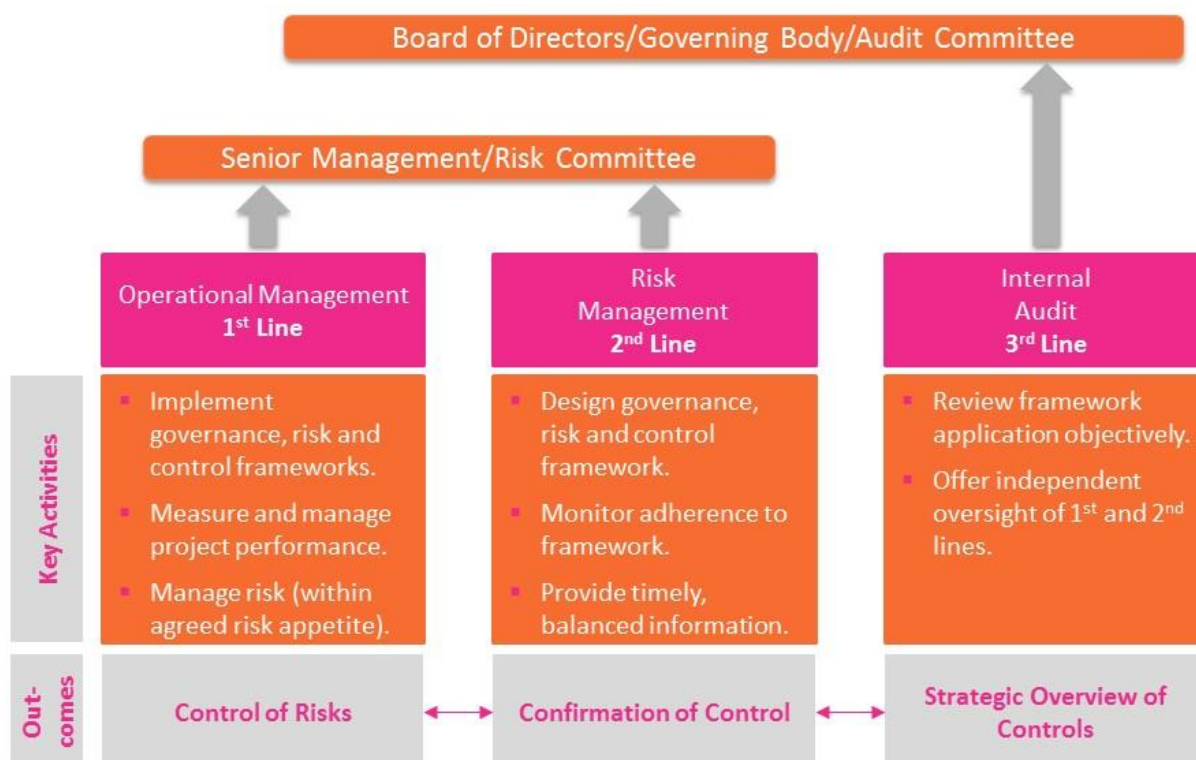 Board of Directors/Governing Body/Audit Committee
Senior Management/Risk Committee
Operational Management
1st Line
Risk
Management
2nd Line
Internal
Audit
3rd Line
Key Activities
▪ Implement
governance, risk and
control frameworks.
▪ Measure and manage
project performance.
▪ Manage risk (within
agreed risk appetite).
▪ Design governance,
risk and control
framework.
▪ Monitor adherence to
framework.
▪ Provide timely,
balanced information.
▪ Review framework
application objectively.
▪ Offer independent
oversight of 1st and 2nd
lines.
Out-
comes
Control of Risks
Confirmation of Control
Strategic Overview of
Controls